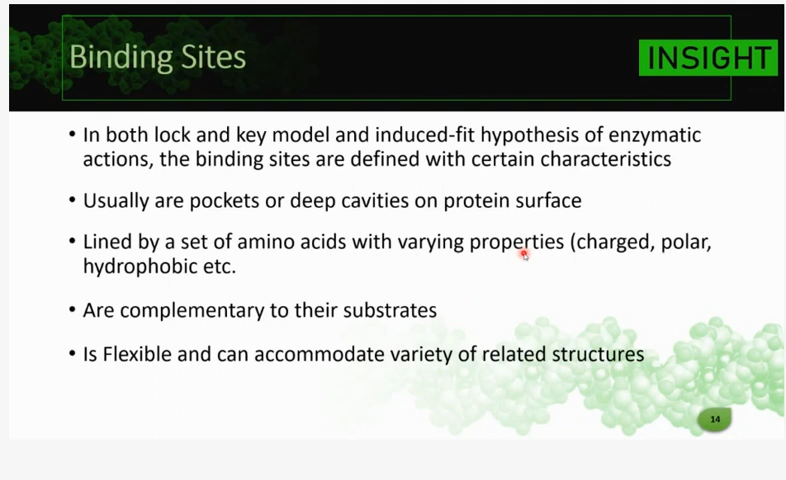 Binding Sites
INSIGHT
• In both lock and key model and induced-fit hypothesis of enzymatic
actions, the binding sites are defined with certain characteristics
• Usually are pockets or deep cavities on protein surface
• Lined by a set of amino acids with varying properties (charged, polar,
hydrophobic etc.
• Are complementary to their substrates
• Is Flexible and can accommodate variety of related structures
14